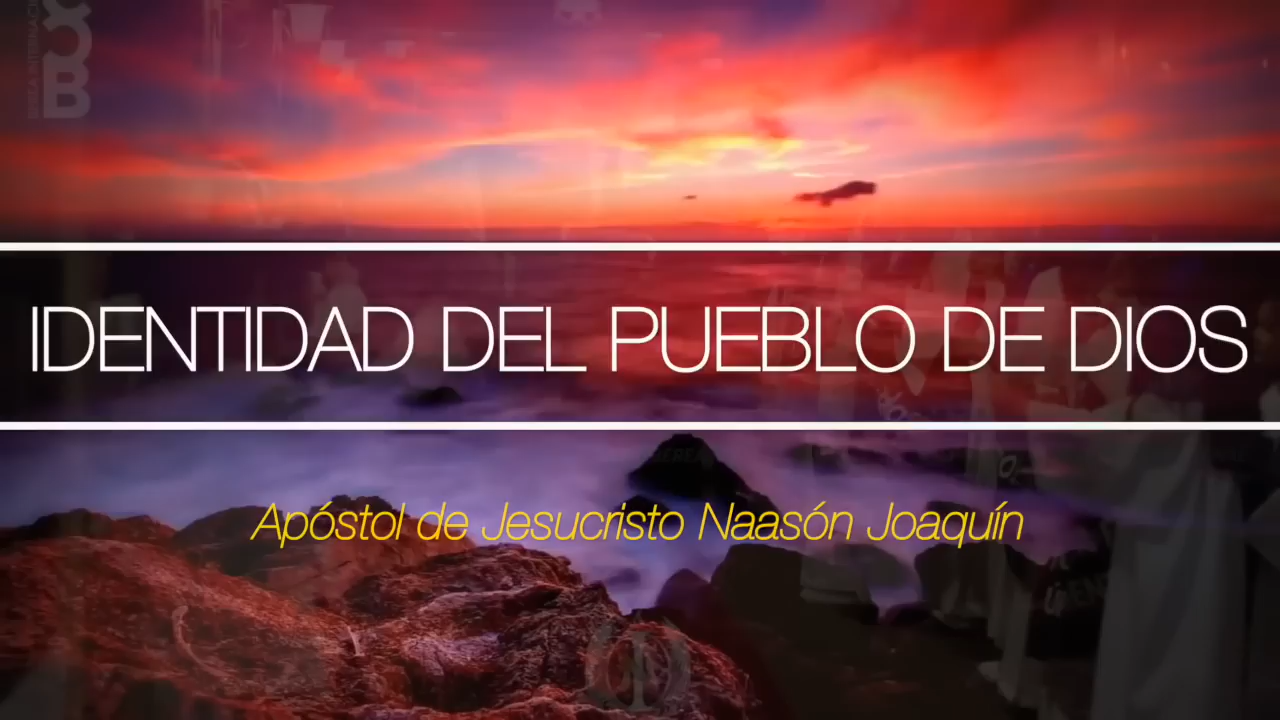 IDENTIDAD DEL PUEBLO DE DIOS
Apóstol de Jesucristo Naasón Joaquín